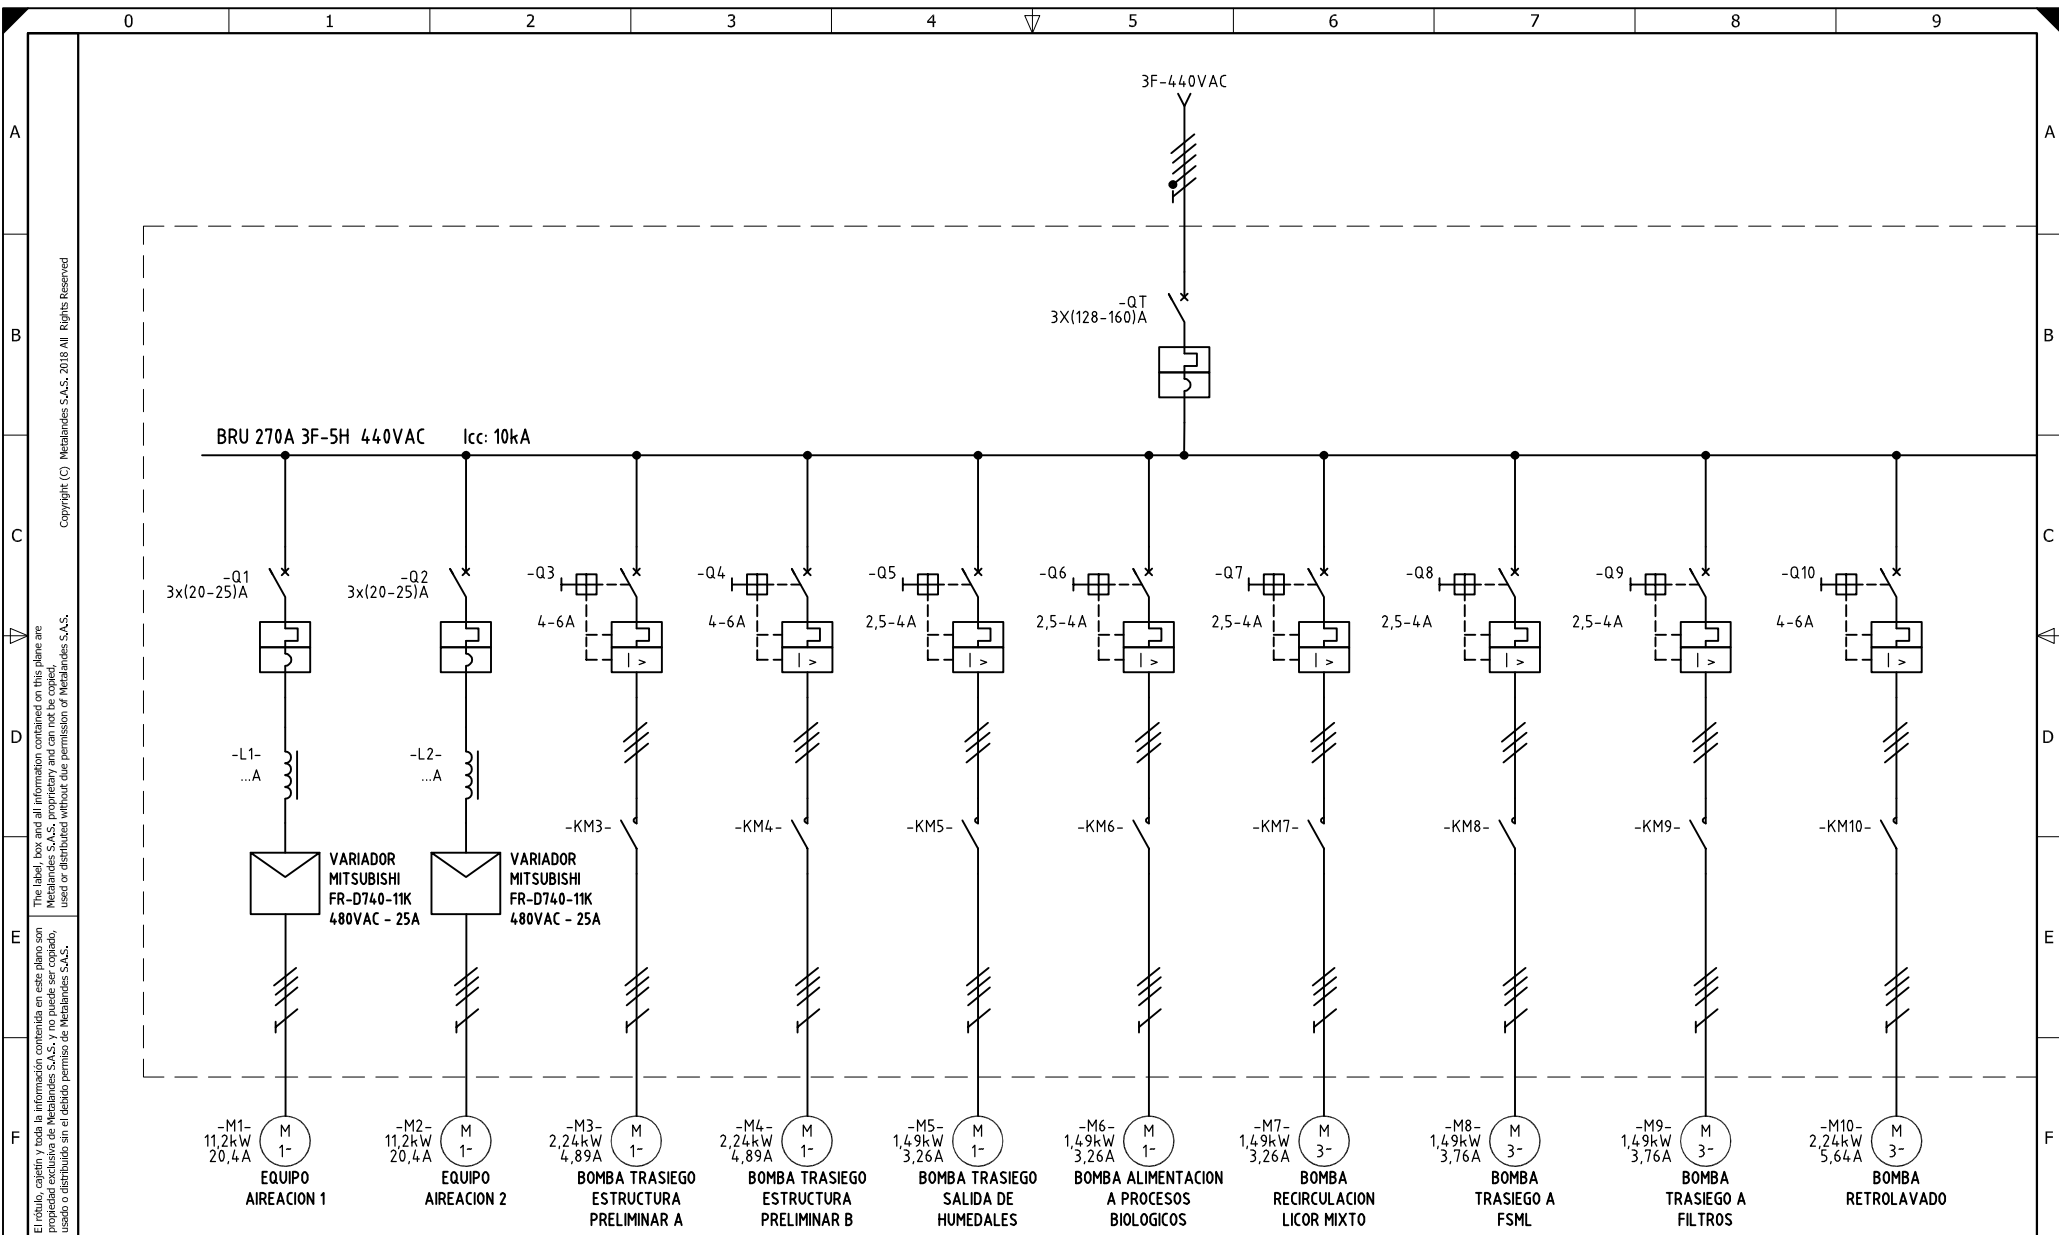 0 1 2 3 4 5 6 7 8 9
3F-440VAC
A A
-QT
3X(128-160)A
B B
BRU 270A 3F-5H 440VAC Icc: 10kA
C C
-Q1
3x(20-25)A
-Q2
3x(20-25)A
-Q3
4-6A
-Q4
4-6A
-Q5
2,5-4A
-Q6
2,5-4A
-Q7
2,5-4A
-Q8
2,5-4A
-Q9
2,5-4A
-Q10
4-6A
I >
I >
I >
I >
I >
I >
I >
I >
D D
-L1-
...A
-L2-
...A
-KM3-
-KM4-
-KM5-
-KM6-
-KM7-
-KM8-
-KM9-
-KM10-
VARIADOR
MITSUBISHI
FR-D740-11K
480VAC - 25A
VARIADOR
MITSUBISHI
FR-D740-11K
480VAC - 25A
E E
F F
-M1-
11,2kW
20,4A
M
1~
EQUIPO
AIREACION 1
-M2-
11,2kW
20,4A
M
1~
EQUIPO
AIREACION 2
-M3-
2,24kW
4,89A
M
1~
BOMBA TRASIEGO
ESTRUCTURA
PRELIMINAR A
-M4-
2,24kW
4,89A
M
1~
BOMBA TRASIEGO
ESTRUCTURA
PRELIMINAR B
-M5-
1,49kW
3,26A
M
1~
BOMBA TRASIEGO
SALIDA DE
HUMEDALES
-M6-
1,49kW
3,26A
M
1~
BOMBA ALIMENTACION
A PROCESOS
BIOLOGICOS
-M7-
1,49kW
3,26A
M
3~
BOMBA
RECIRCULACION
LICOR MIXTO
-M8-
1,49kW
3,76A
M
3~
BOMBA
TRASIEGO A
FSML
-M9-
1,49kW
3,76A
M
3~
BOMBA
TRASIEGO A
FILTROS
-M10-
2,24kW
5,64A
M
3~
BOMBA
RETROLAVADO
Copyright (C) Metalandes S.A.S. 2018 All Rights Reserved
The label, box and all information contained on this plane are
Metalandes S.A.S. proprietary and can not be copied,
used or distributed without due permission of Metalandes S.A.S.
El rótulo, cajetín y toda la información contenida en este plano son
propiedad exclusiva de Metalandes S.A.S. y no puede ser copiado,
usado o distribuido sin el debido permiso de Metalandes S.A.S.